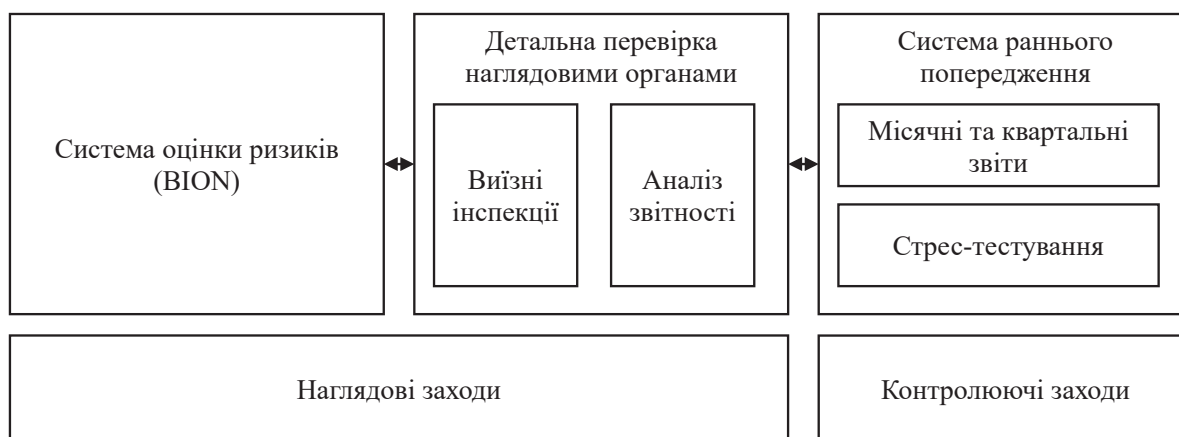 Система оцінки ризиків
(BION)
Детальна перевірка
наглядовими органами
Виїзні
інспекції
Аналіз
звітності
Система раннього
попередження
Місячні та квартальні
звіти
Стрес-тестування
Наглядові заходи
Контролюючі заходи